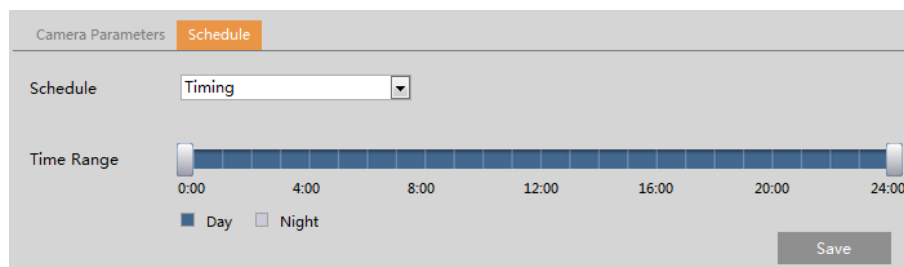 Camera Parameters Schedule
Schedule Timing
Time Range
0:00 4:00 8:00 12:00 16:00 20:00 24:00
Day Night
Save